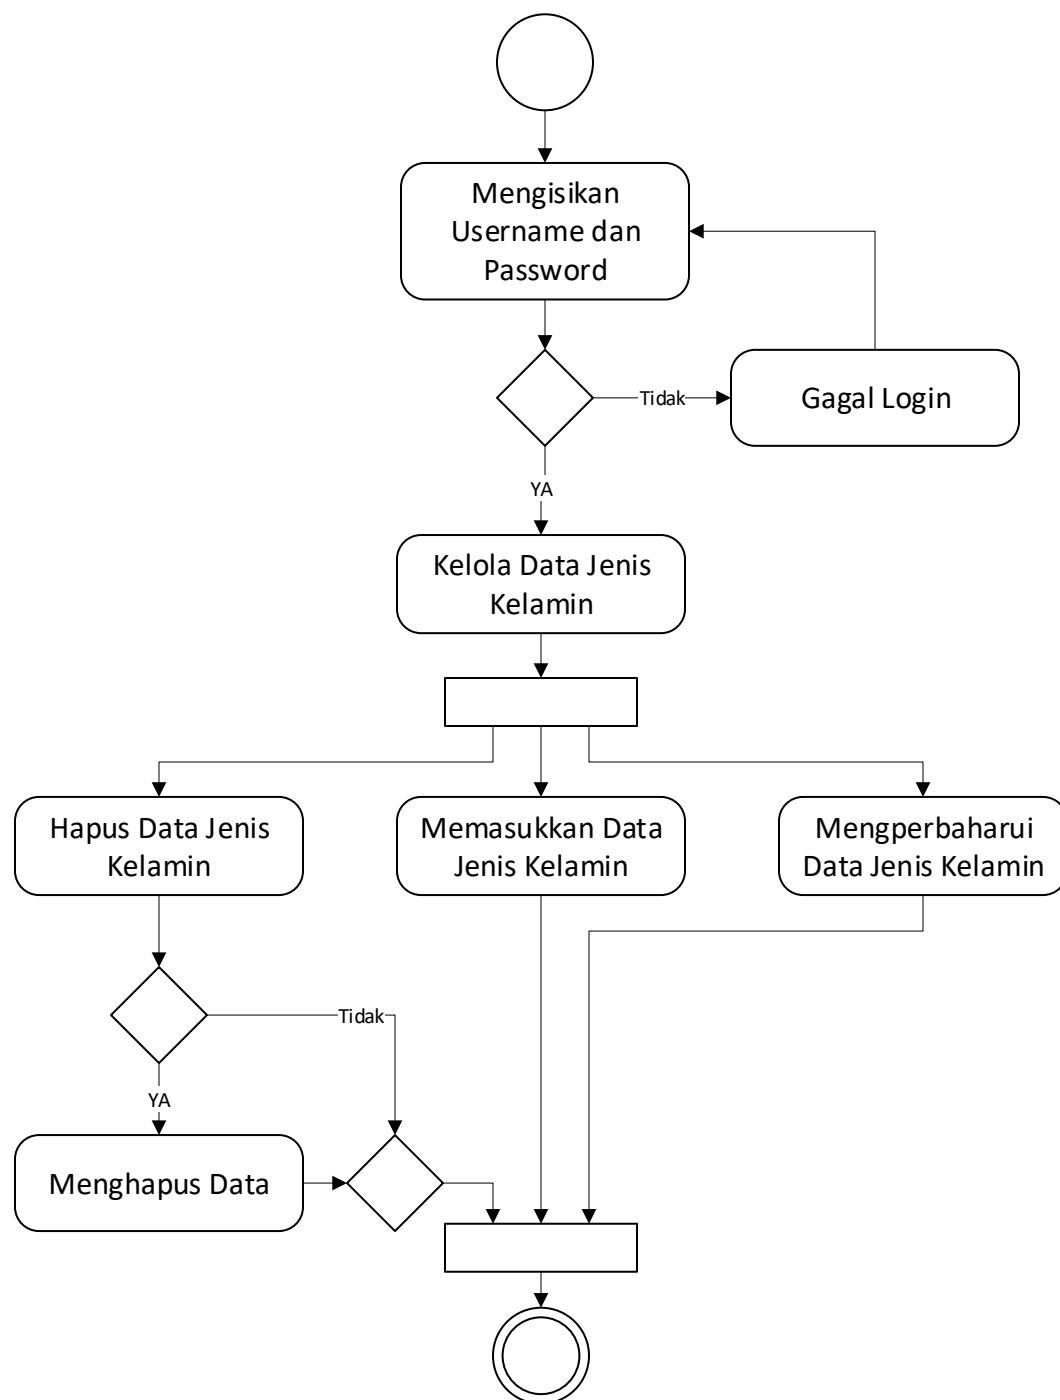 Mengisikan
Username dan
Password
Tidak
Gagal Login
YA
Kelola Data Jenis
Kelamin
Hapus Data Jenis
Kelamin
Memasukkan Data
Jenis Kelamin
Mengperbaharui
Data Jenis Kelamin
Tidak
YA
Menghapus Data